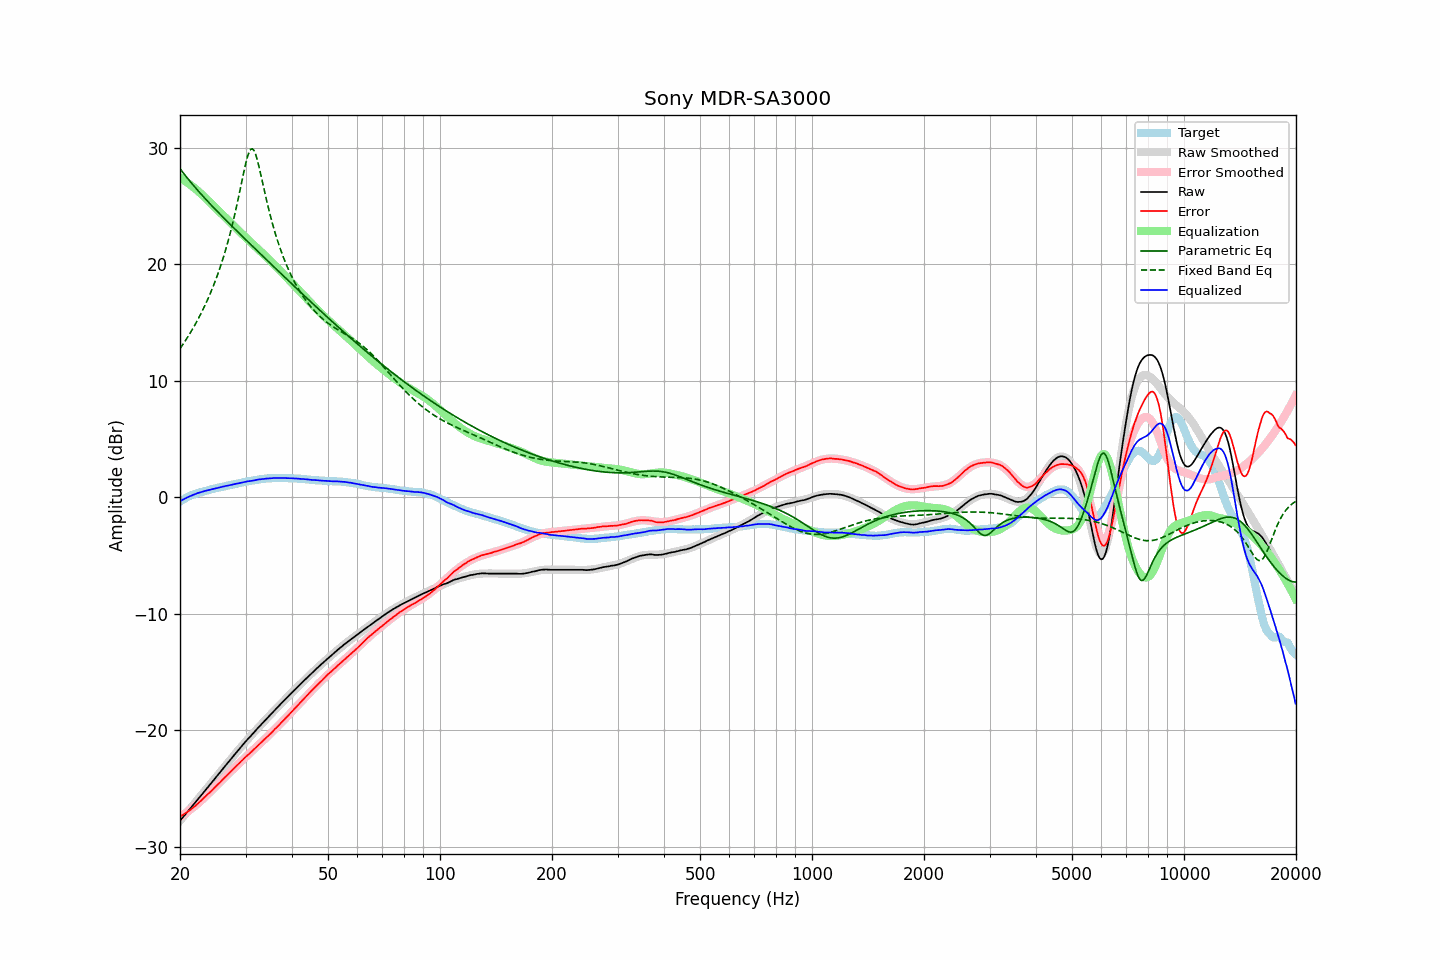 Sony MDR-SA3000
Amplitude (dBr)
30
20
10
0
−10
−20
−30
20
50
100
200
500
1000
2000
5000
10000
20000
Frequency (Hz)
Target
Raw Smoothed
Error Smoothed
Raw
Error
Equalization
Parametric Eq
Fixed Band Eq
Equalized